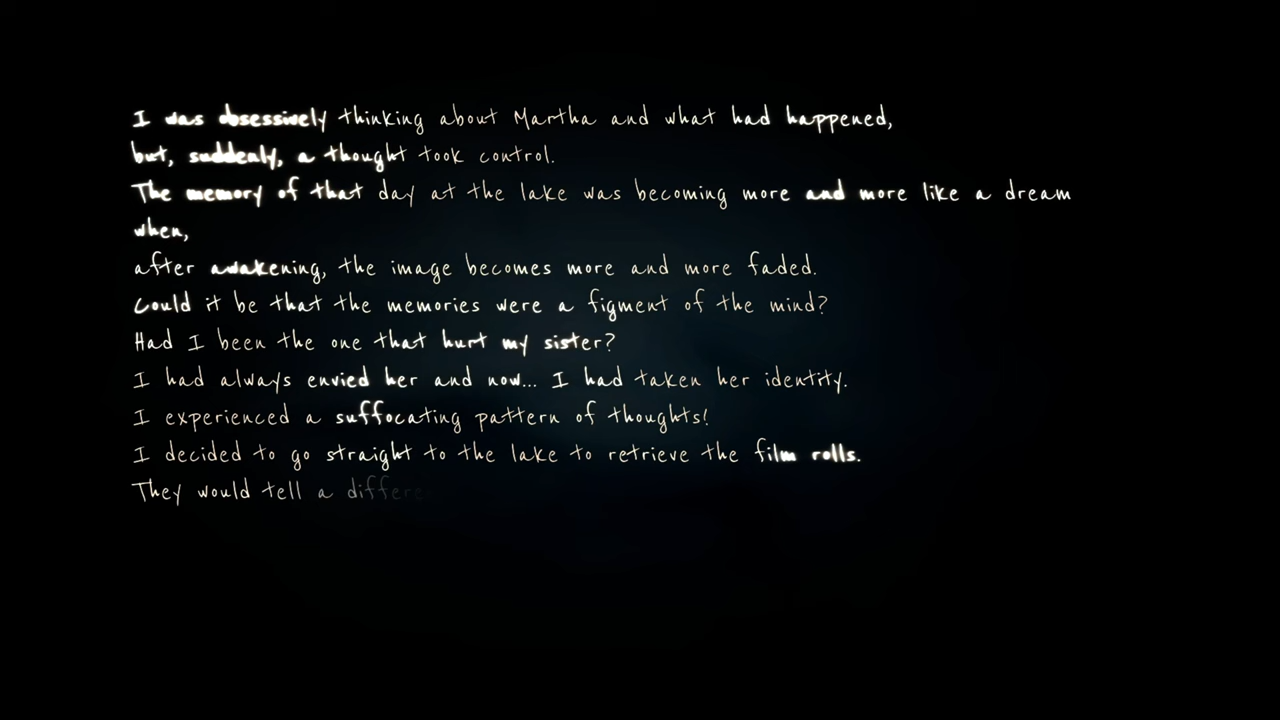 I was obsessively thinking about Martha and what had happened,
but, suddenly, a thought took control.
The memory of that day at the lake was becoming more and more like a dream
when,
after awakening, the image becomes more and more faded.
Could it be that the memories were a figment of the mind?
Had I been the one that hurt my sister?
I had always envied her and now... I had taken her identity.
I experienced a suffocating pattern of thoughts!
I decided to go straight to the lake to retrieve the film rolls.
They would tell a